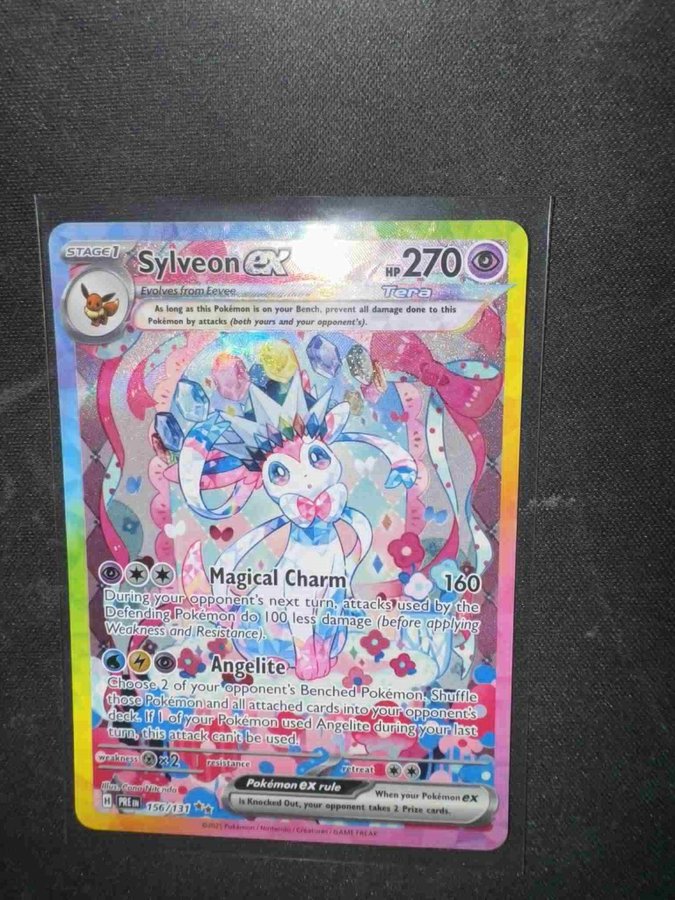 STAGE 1
Sylveon ex
HP 270
Evolves from Eevee
Tera
As long as this Pokémon is on your Bench, prevent all damage done to this
Pokémon by attacks (both yours and your opponent's).
Magical Charm 160
During your opponent's next turn, attacks used by the
Defending Pokémon do 100 less damage (before applying
Weakness and Resistance).
Angelite
Choose 2 of your opponent's Benched Pokémon. Shuffle
those Pokémon and all attached cards into your opponent's
deck. If 1 of your Pokémon used Angelite during your last
turn, this attack can't be used.
weakness ×2 resistance retreat
Illus.
Pokémon ex rule
When your Pokémon ex
is Knocked Out, your opponent takes 2 Prize cards.
H PRE EN 156/131
©2025 Pokémon / Nintendo / Creatures / GAME FREAK